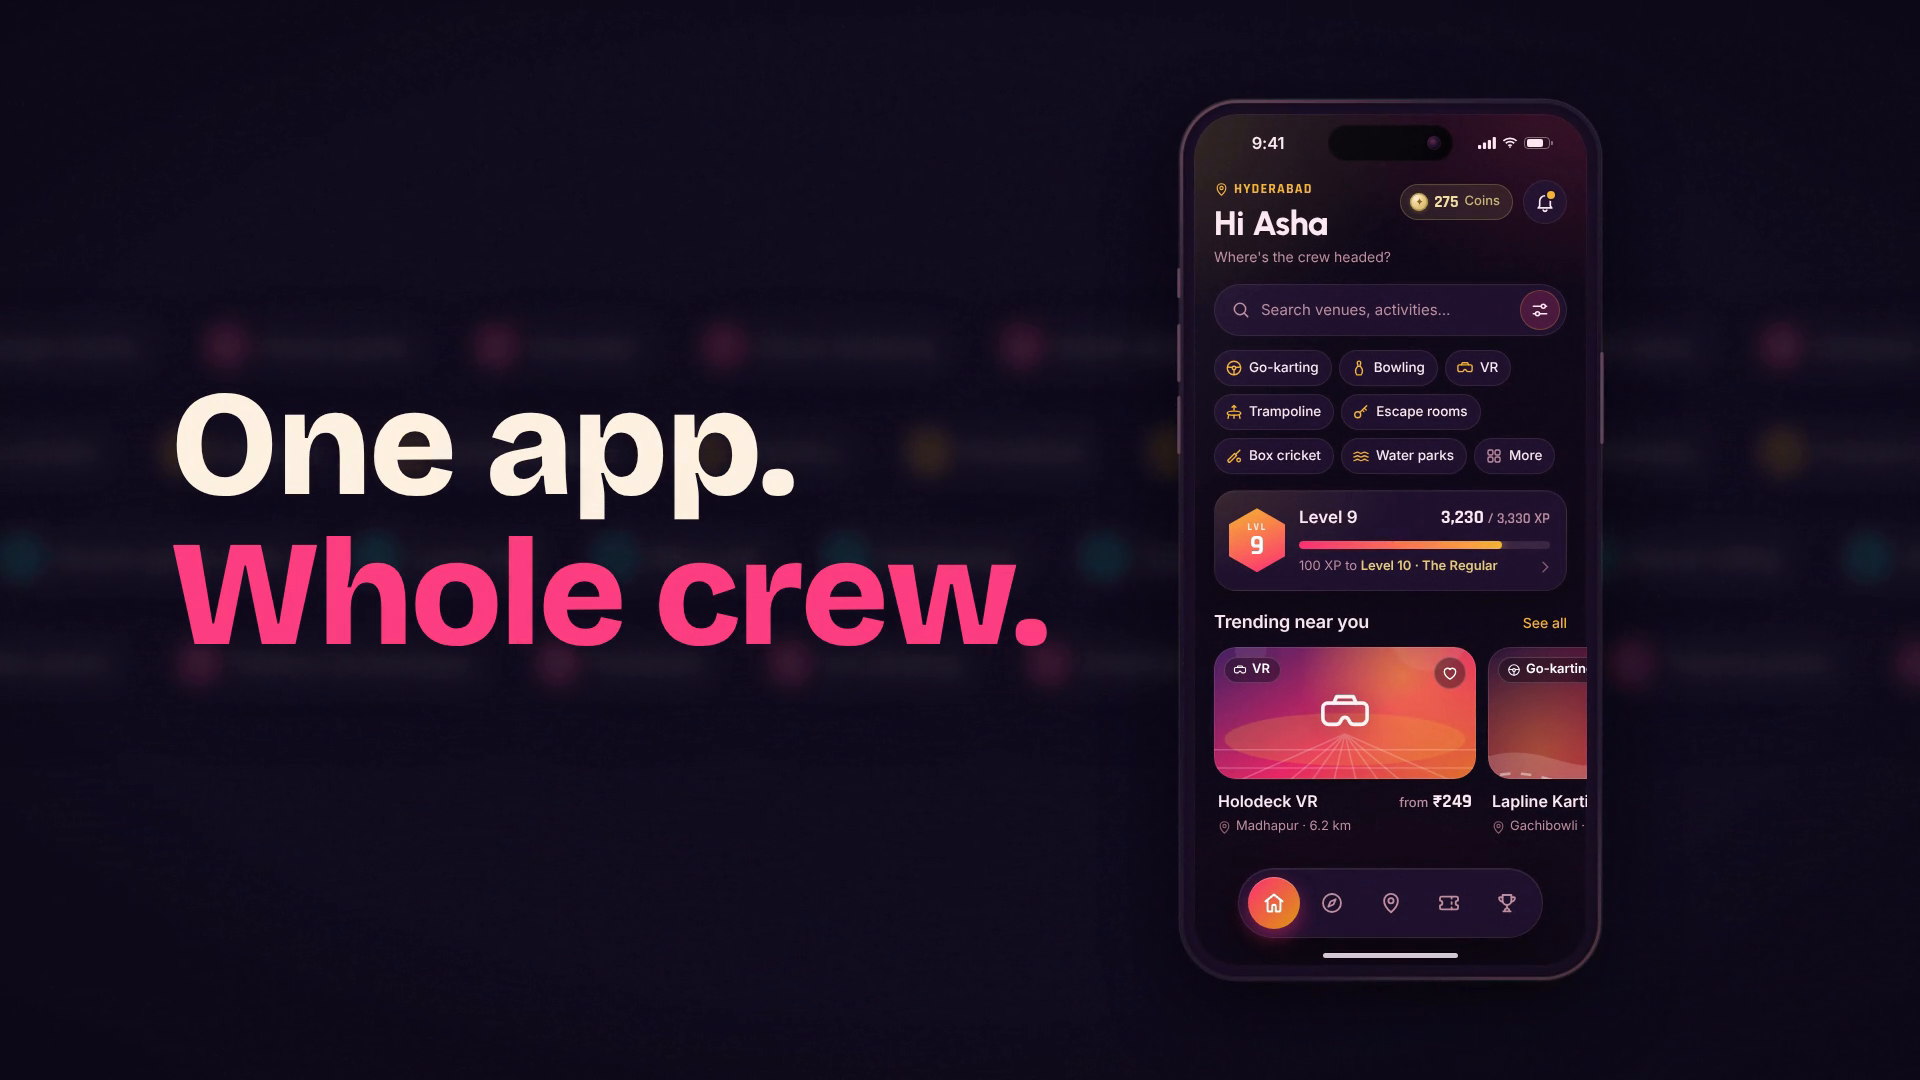 One app.
Whole crew.
9:41
HYDERABAD
Hi Asha
275 Coins
Where's the crew headed?
Search venues, activities...
Go-karting
Bowling
VR
Trampoline
Escape rooms
Box cricket
Water parks
More
LVL
9
Level 9
3,230 / 3,330 XP
100 XP to Level 10 · The Regular
Trending near you
See all
VR
Go-kartin
Holodeck VR
from ₹249
Lapline Karti
Madhapur · 6.2 km
Gachibowli ·